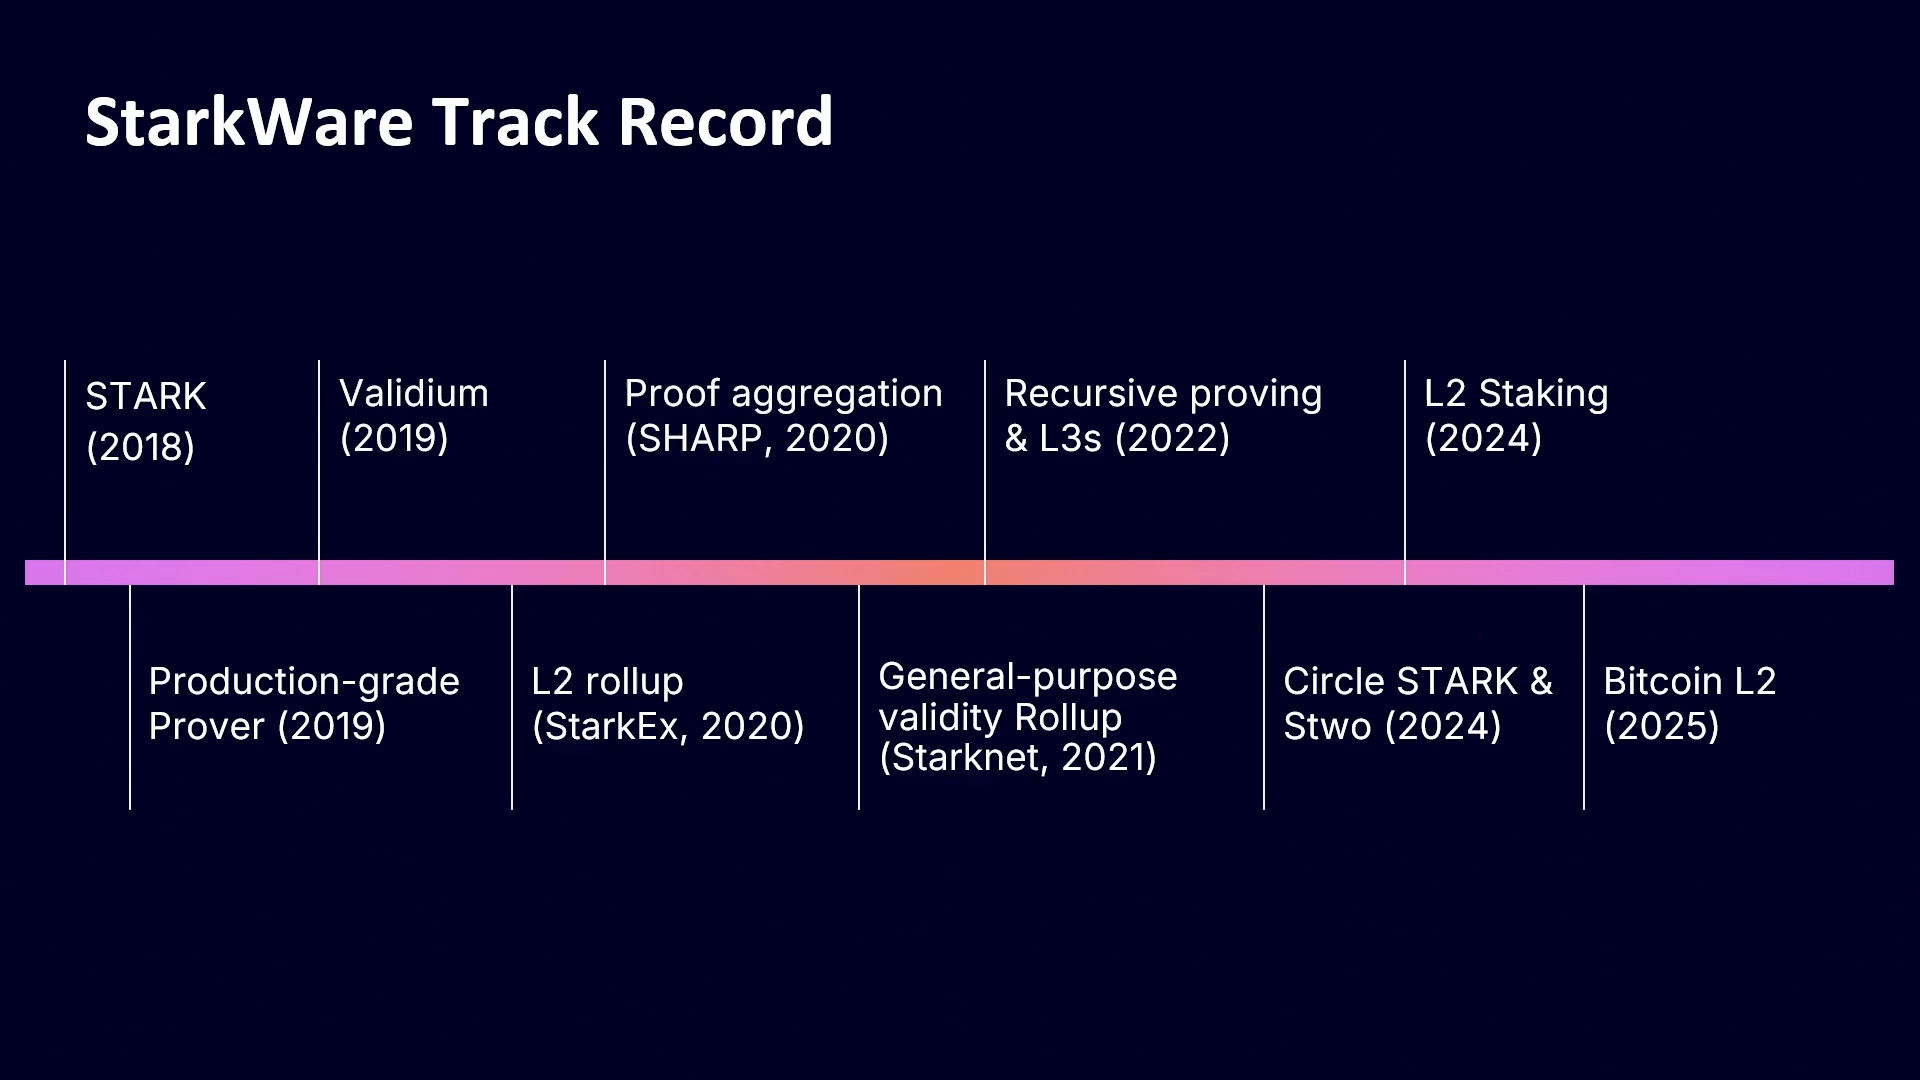 StarkWare Track Record
STARK
(2018)
Validium
(2019)
Proof aggregation
(SHARP, 2020)
Recursive proving
& L3s (2022)
L2 Staking
(2024)
Production-grade
Prover (2019)
L2 rollup
(StarkEx, 2020)
General-purpose
validity Rollup
(Starknet, 2021)
Circle STARK &
Stwo (2024)
Bitcoin L2
(2025)